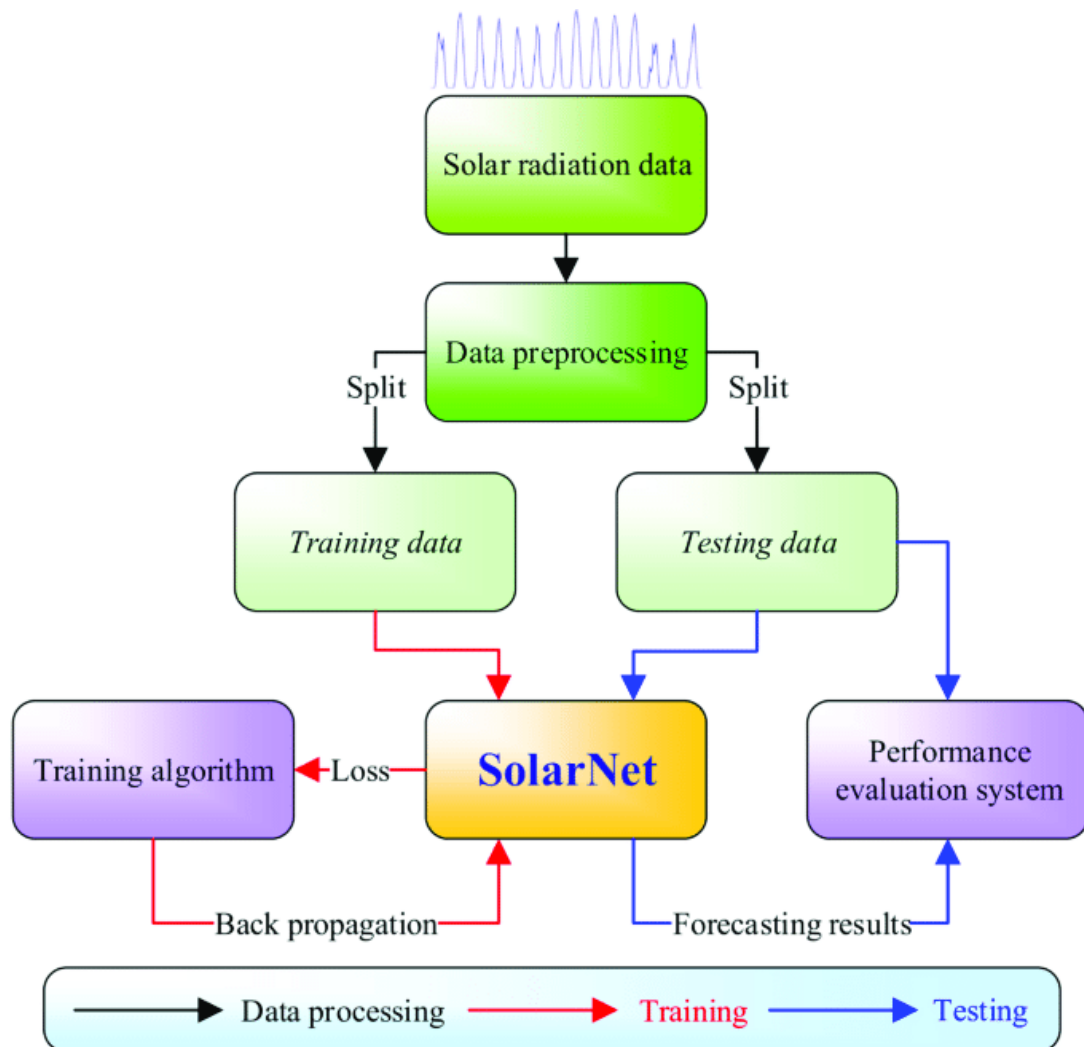 Solar radiation data
Data preprocessing
Split
Split
Training data
Testing data
Training algorithm
Loss
SolarNet
Performance
evaluation system
Back propagation
Forecasting results
Data processing
Training
Testing